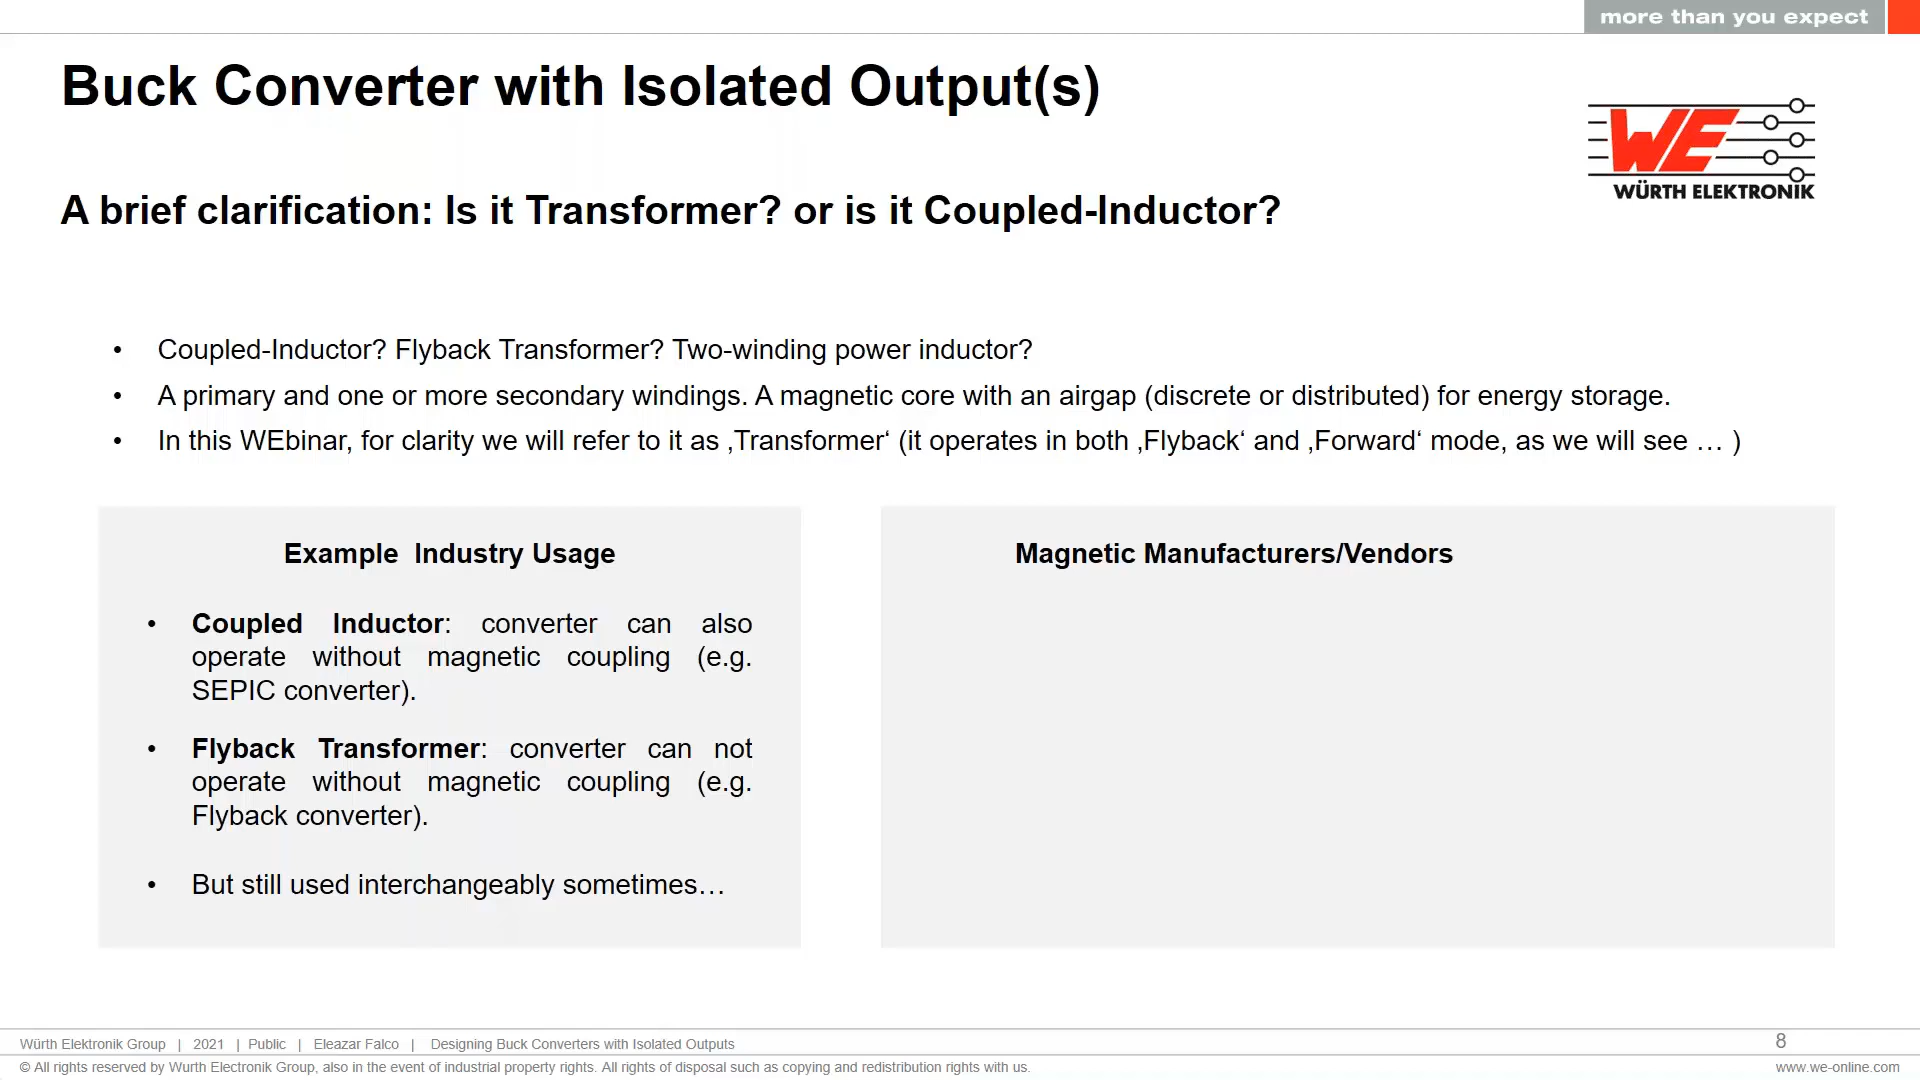 more than you expect
Buck Converter with Isolated Output(s)
WE
WÜRTH ELEKTRONIK
A brief clarification: Is it Transformer? or is it Coupled-Inductor?
• Coupled-Inductor? Flyback Transformer? Two-winding power inductor?
• A primary and one or more secondary windings. A magnetic core with an airgap (discrete or distributed) for energy storage.
• In this WEbinar, for clarity we will refer to it as ‚Transformer‘ (it operates in both ‚Flyback‘ and ‚Forward‘ mode, as we will see … )
Example Industry Usage
• Coupled Inductor: converter can also
operate without magnetic coupling (e.g.
SEPIC converter).
• Flyback Transformer: converter can not
operate without magnetic coupling (e.g.
Flyback converter).
• But still used interchangeably sometimes…
Magnetic Manufacturers/Vendors
Würth Elektronik Group | 2021 | Public | Eleazar Falco | Designing Buck Converters with Isolated Outputs
8
© All rights reserved by Wurth Electronik Group, also in the event of industrial property rights. All rights of disposal such as copying and redistribution rights with us.
www.we-online.com